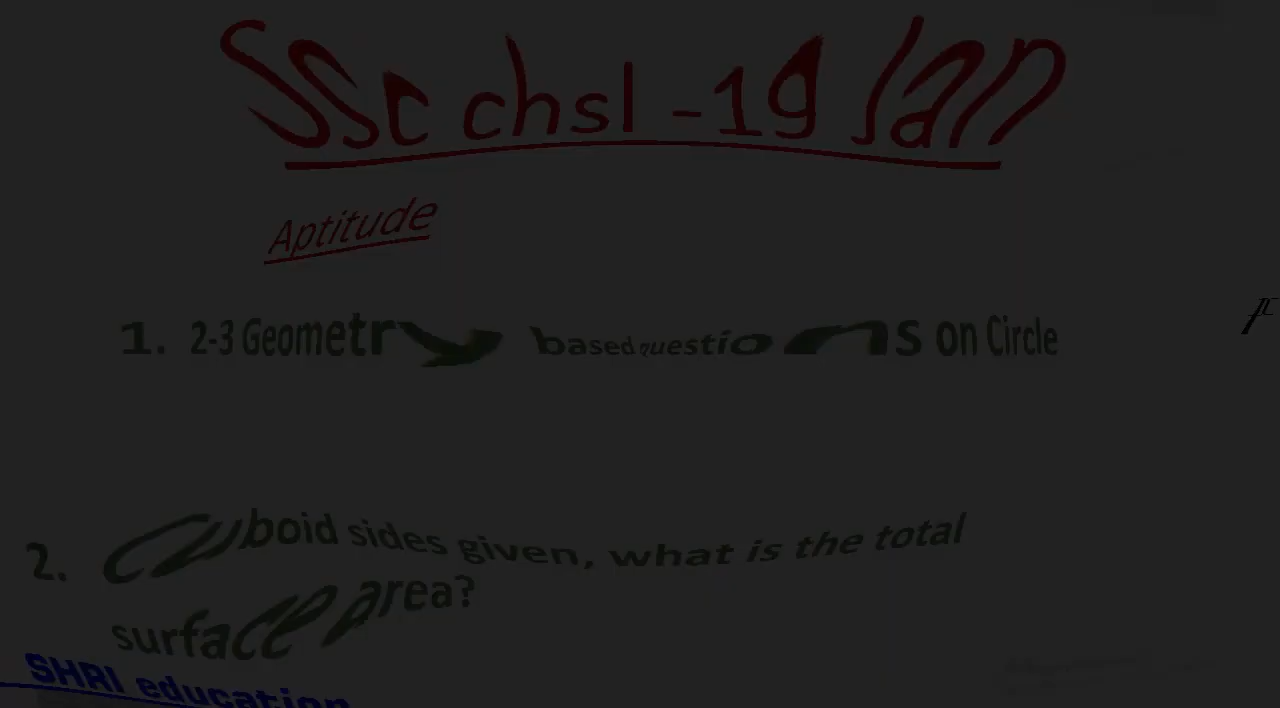 Ssc chsl -19 Jan
Aptitude
1. 2-3 Geometry based questions on Circle
2. Cuboid sides given, what is the total
surface area?
SHRI education